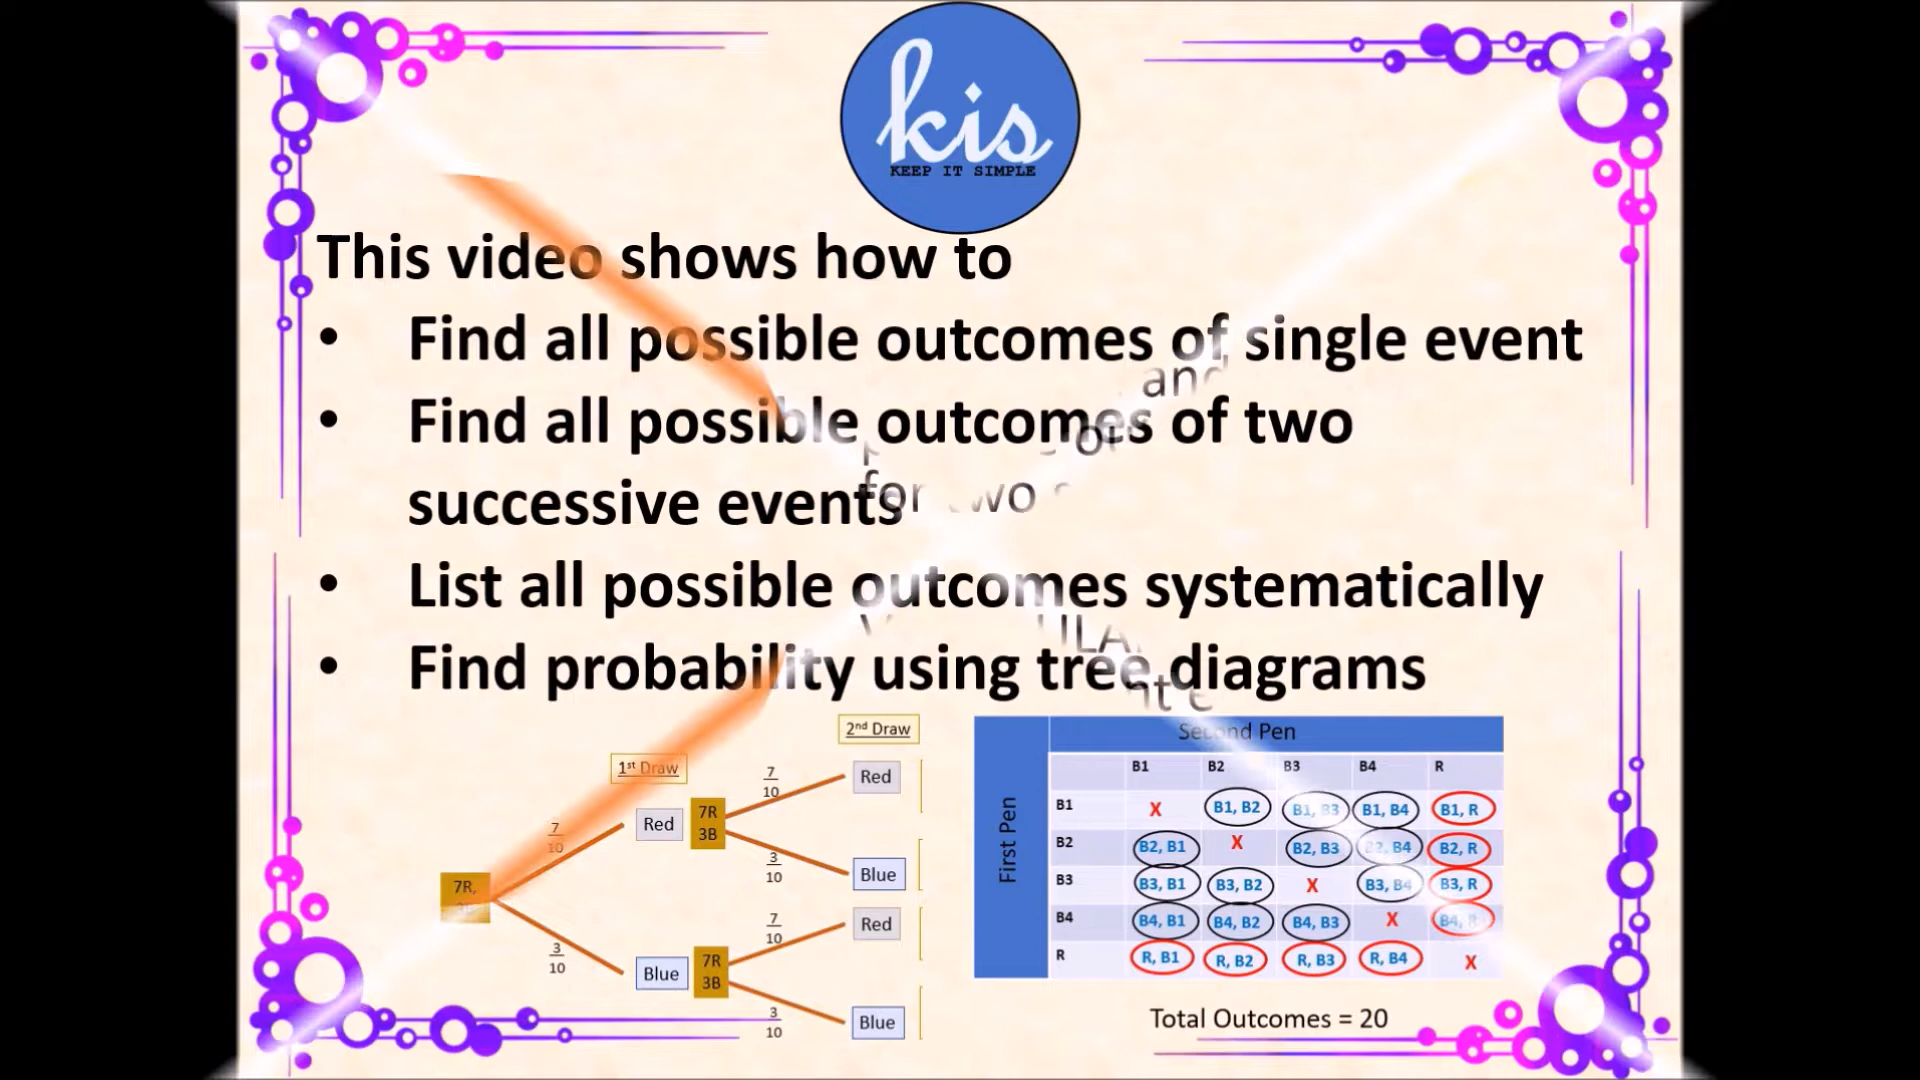 kis
KEEP IT SIMPLE
This video shows how to
• Find all possible outcomes of single event
• Find all possible outcomes of two
successive events
• List all possible outcomes systematically
• Find probability using tree diagrams
2nd Draw
1st Draw
7/10
Red
7/10
Red
7R
3B
3/10
Blue
7R,
7/10
Red
3/10
Blue
7R
3B
3/10
Blue
Second Pen
First Pen
B1 B2 B3 B4 R
B1 X B1, B2 B1, B3 B1, B4 B1, R
B2 B2, B1 X B2, B3 B2, B4 B2, R
B3 B3, B1 B3, B2 X B3, B4 B3, R
B4 B4, B1 B4, B2 B4, B3 X B4, R
R R, B1 R, B2 R, B3 R, B4 X
Total Outcomes = 20